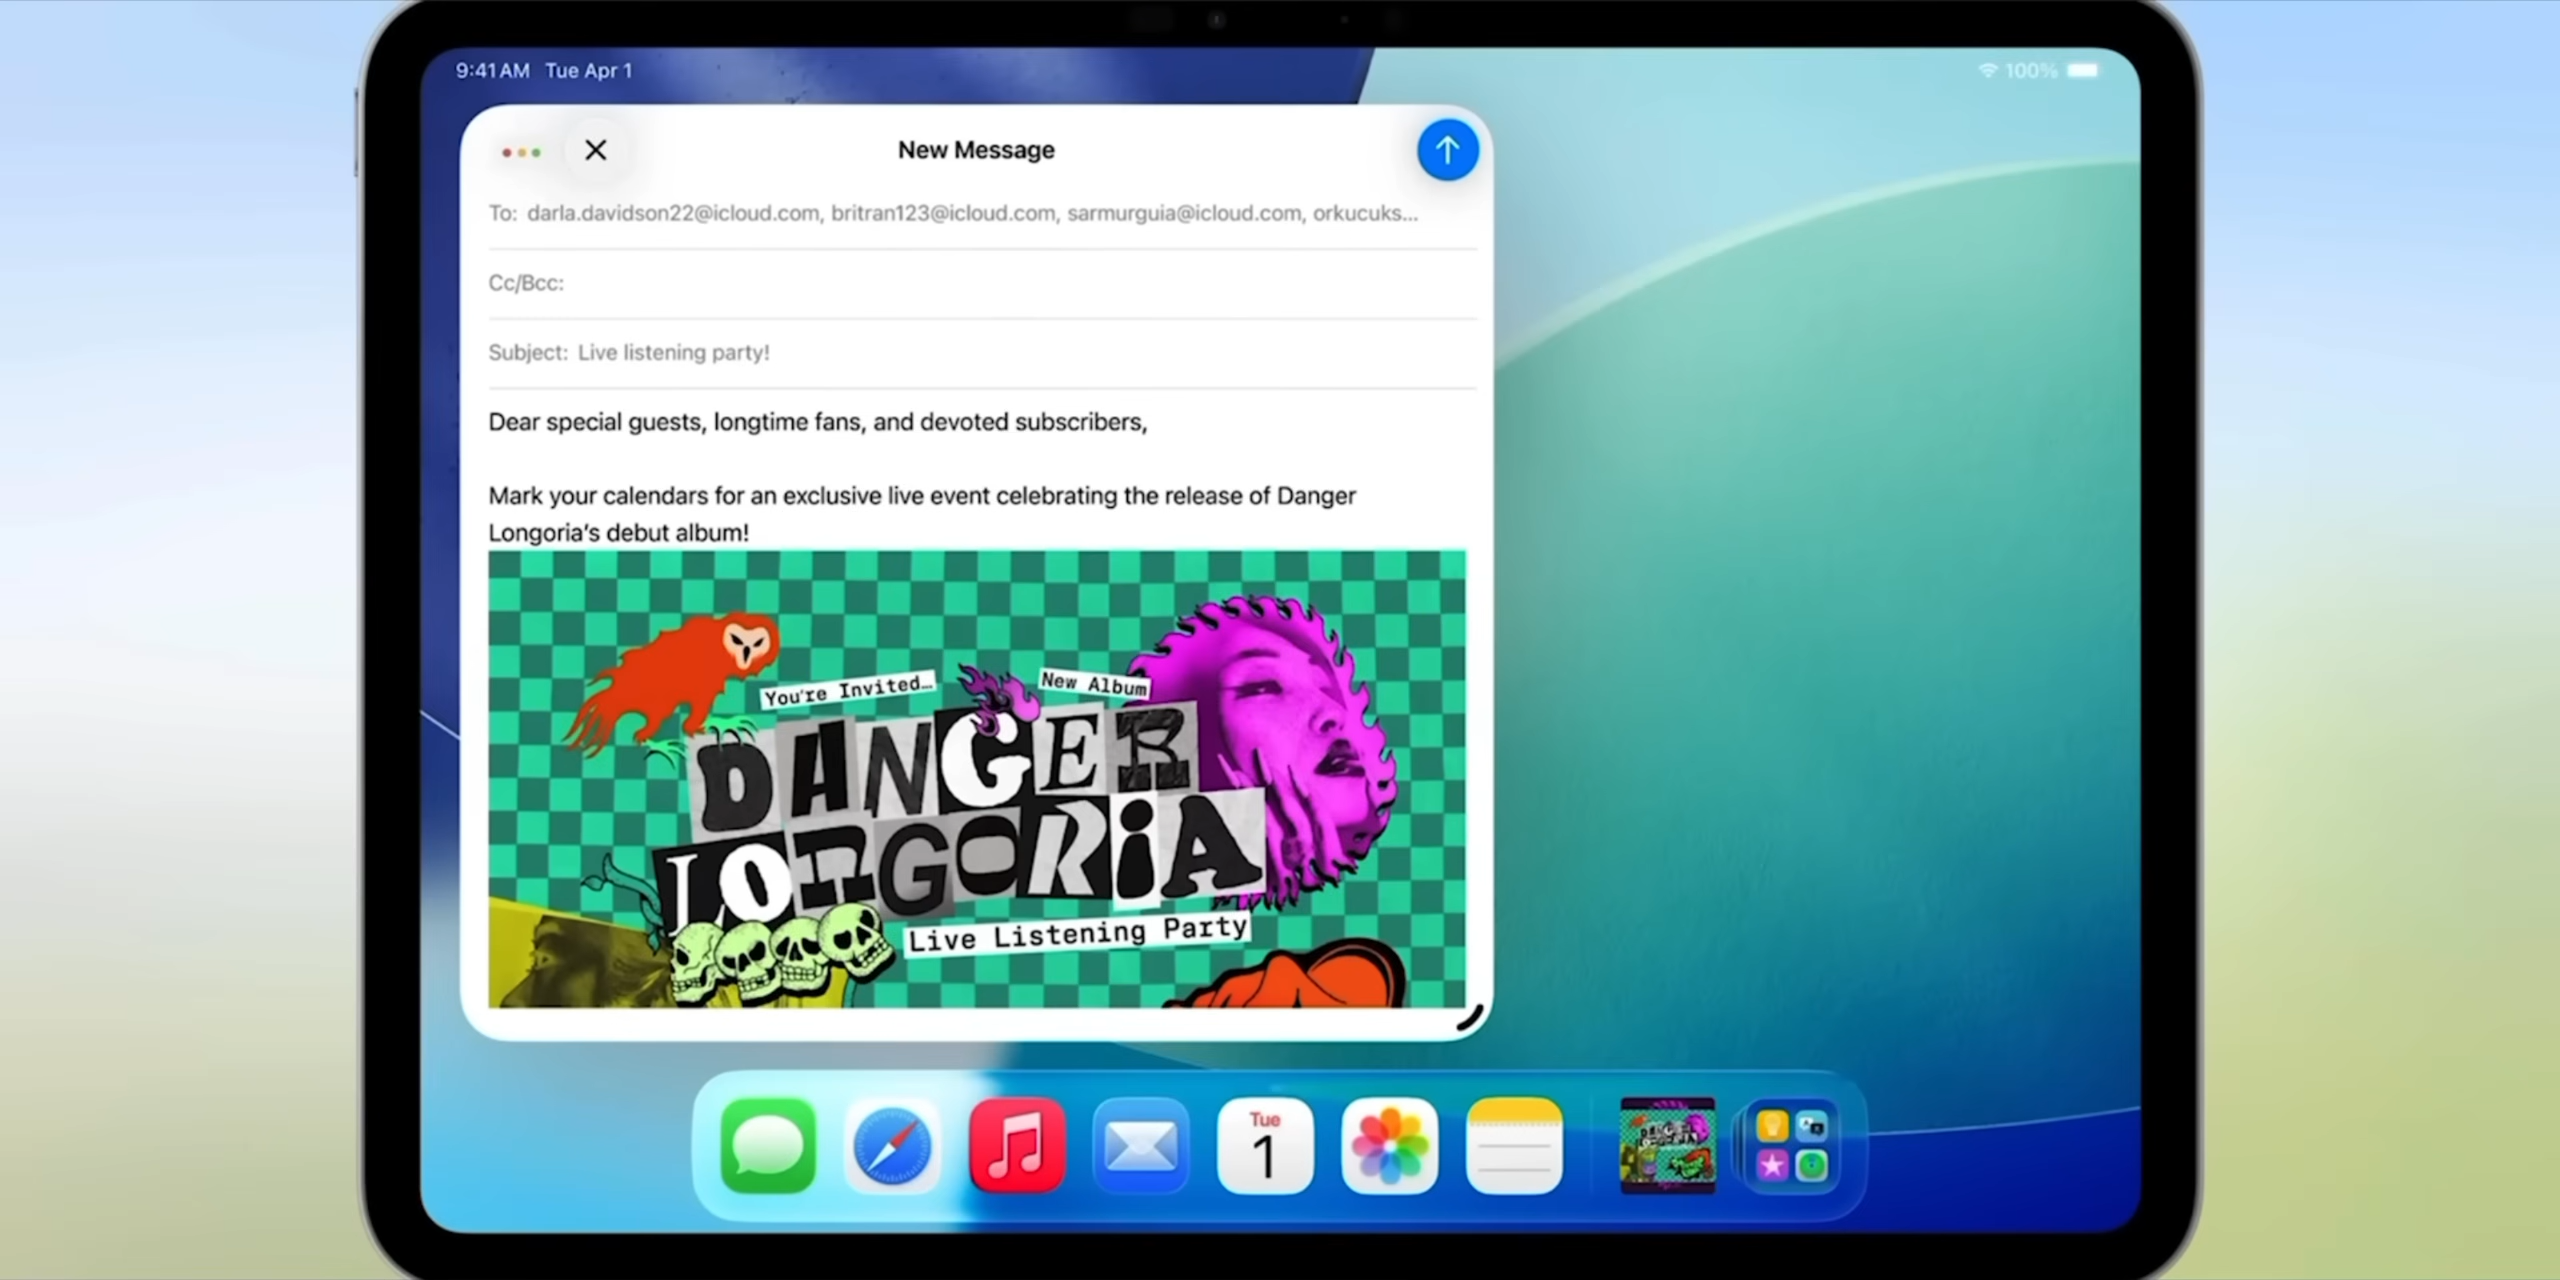 9:41 AM Tue Apr 1
100%
New Message
To: darla.davidson22@icloud.com, britran123@icloud.com, sarmurguia@icloud.com, orkucuks...
Cc/Bcc:
Subject: Live listening party!
Dear special guests, longtime fans, and devoted subscribers,
Mark your calendars for an exclusive live event celebrating the release of Danger
Longoria's debut album!
You're Invited...
New Album
DANGER
LONGORIA
Live Listening Party
Tue
1
DANGER
LONGORIA